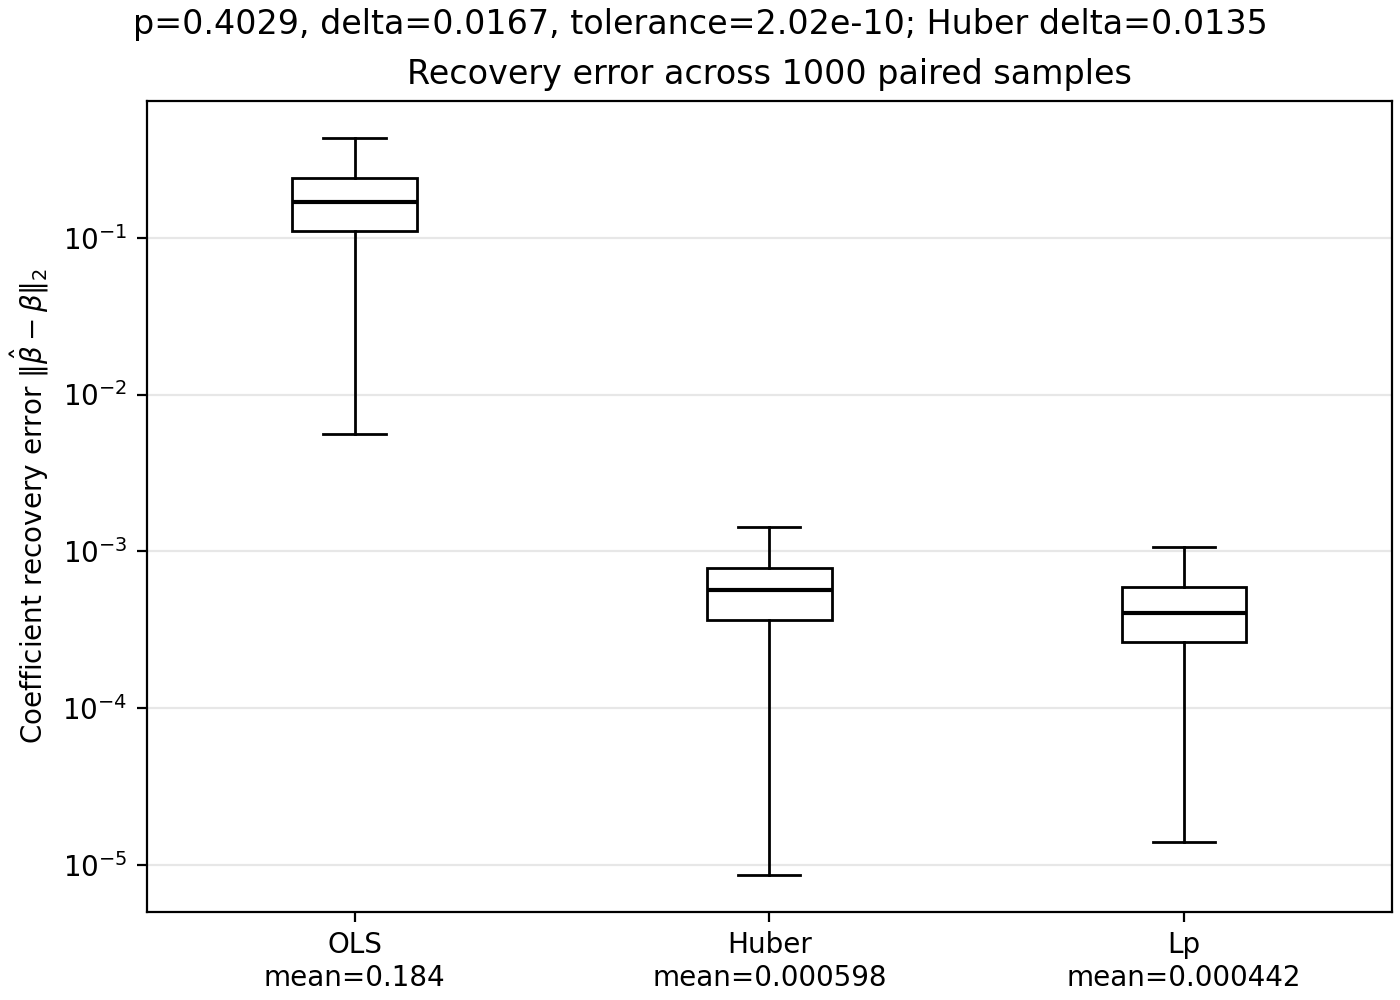 p=0.4029, delta=0.0167, tolerance=2.02e-10; Huber delta=0.0135
Recovery error across 1000 paired samples
Coefficient recovery error ‖β̂ − β‖₂
10⁻¹
10⁻²
10⁻³
10⁻⁴
10⁻⁵
OLS
mean=0.184
Huber
mean=0.000598
Lp
mean=0.000442